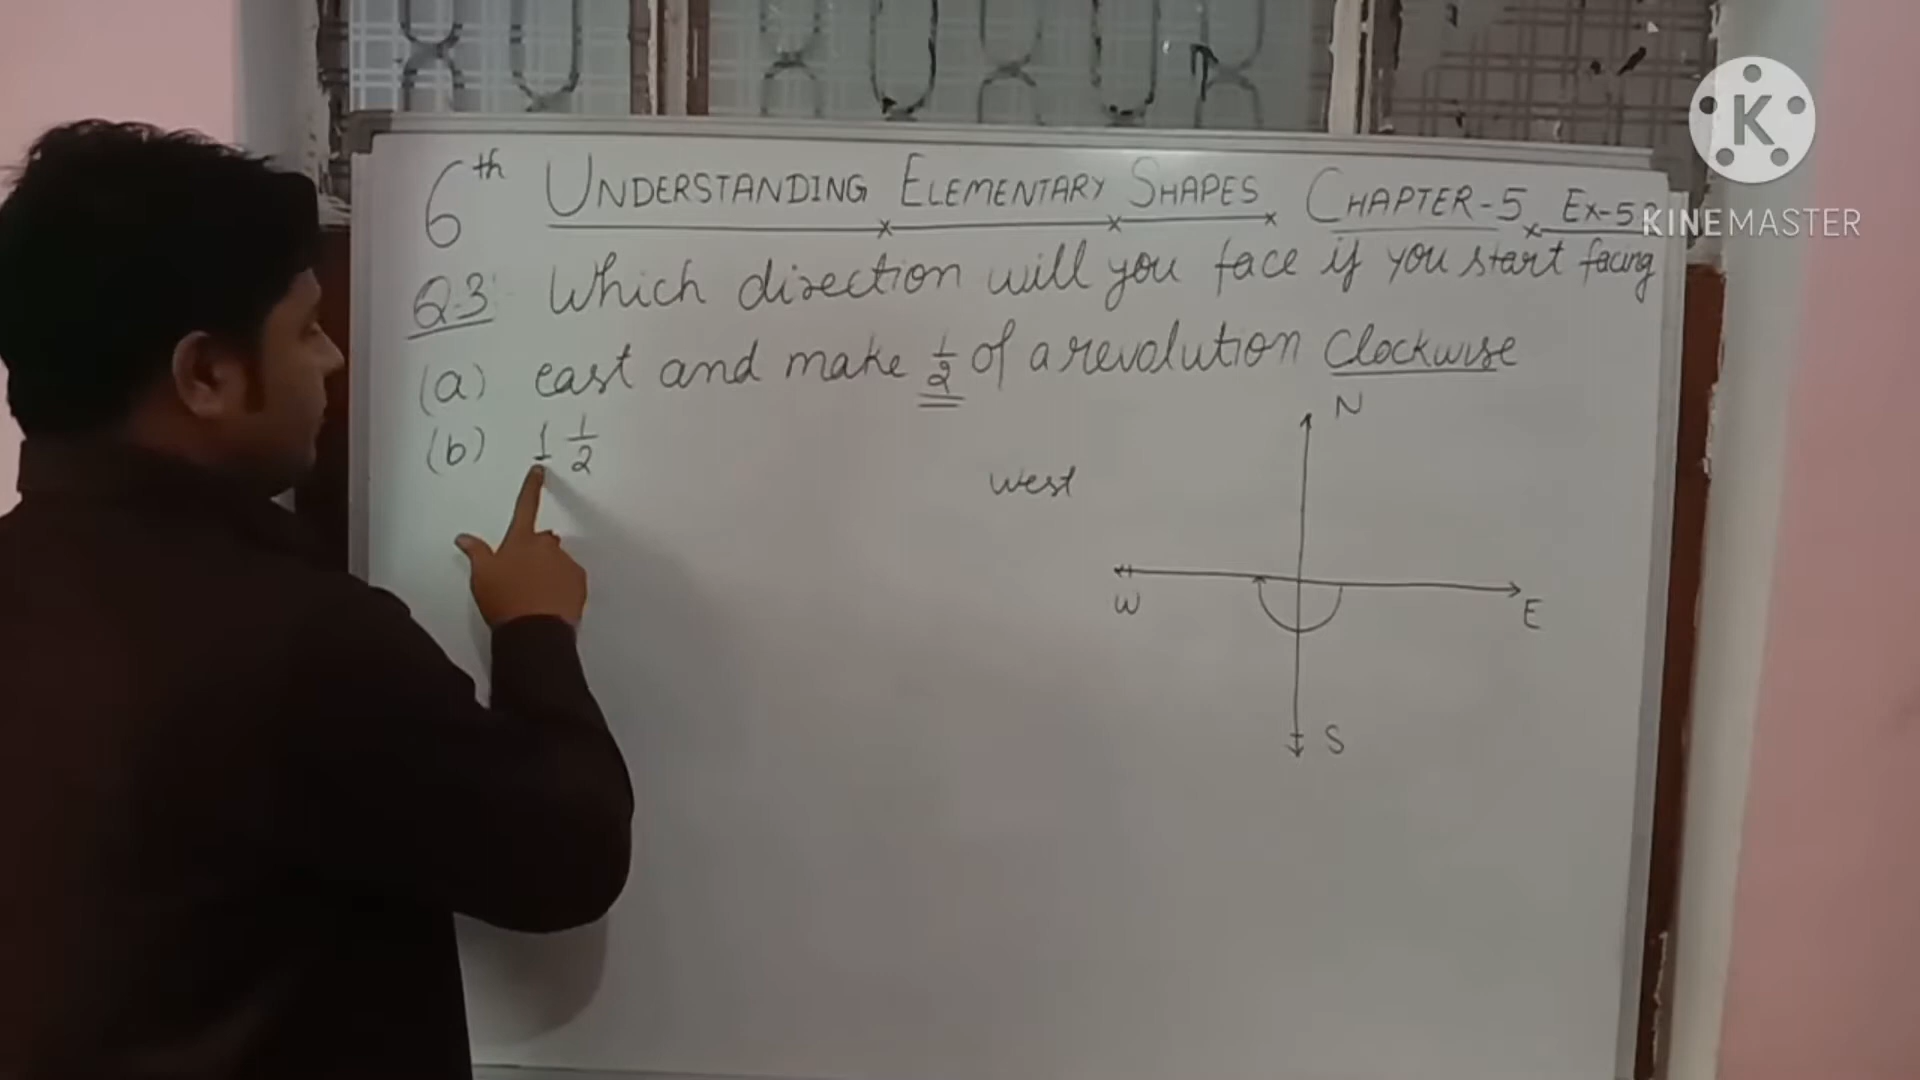 6th UNDERSTANDING ELEMENTARY SHAPES CHAPTER-5 Ex-5.2
K
KINEMASTER
Q.3 Which direction will you face if you start facing
(a) east and make 1/2 of a revolution clockwise
(b) 1 1/2
N
west
W
E
S